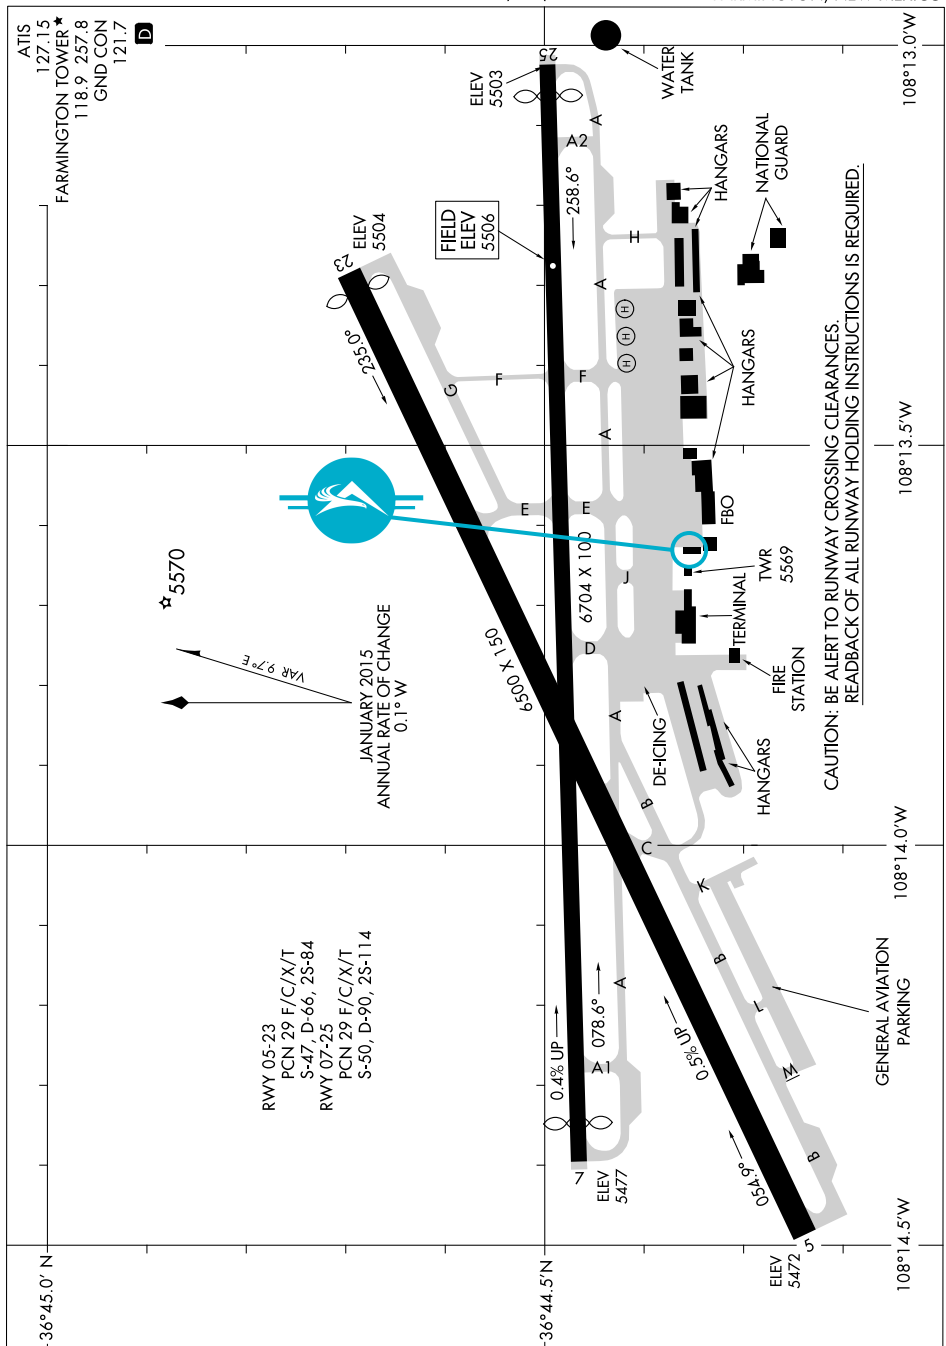 ATIS
127.15
FARMINGTON TOWER★
118.9 257.8
GND CON
121.7
D
36°45.0' N
36°44.5'N
108°13.0'W
108°13.5'W
108°14.0'W
108°14.5'W
WATER
TANK
25
ELEV
5503
A
A2
258.6°
FIELD
ELEV
5506
23
ELEV
5504
235.0°
HANGARS
NATIONAL
GUARD
H
A
H
H
H
F
F
G
A
HANGARS
E
E
FBO
6704 X 100
J
TWR
5569
TERMINAL
D
FIRE
STATION
A
DE-ICING
HANGARS
6500 X 150
5570
VAR 9.7° E
JANUARY 2015
ANNUAL RATE OF CHANGE
0.1° W
CAUTION: BE ALERT TO RUNWAY CROSSING CLEARANCES.
READBACK OF ALL RUNWAY HOLDING INSTRUCTIONS IS REQUIRED.
B
C
K
B
L
M
B
GENERAL AVIATION
PARKING
RWY 05-23
PCN 29 F/C/X/T
S-47, D-66, 2S-84
RWY 07-25
PCN 29 F/C/X/T
S-50, D-90, 2S-114
0.4% UP
078.6°
A
A1
7
ELEV
5477
0.5% UP
054.9°
5
ELEV
5472